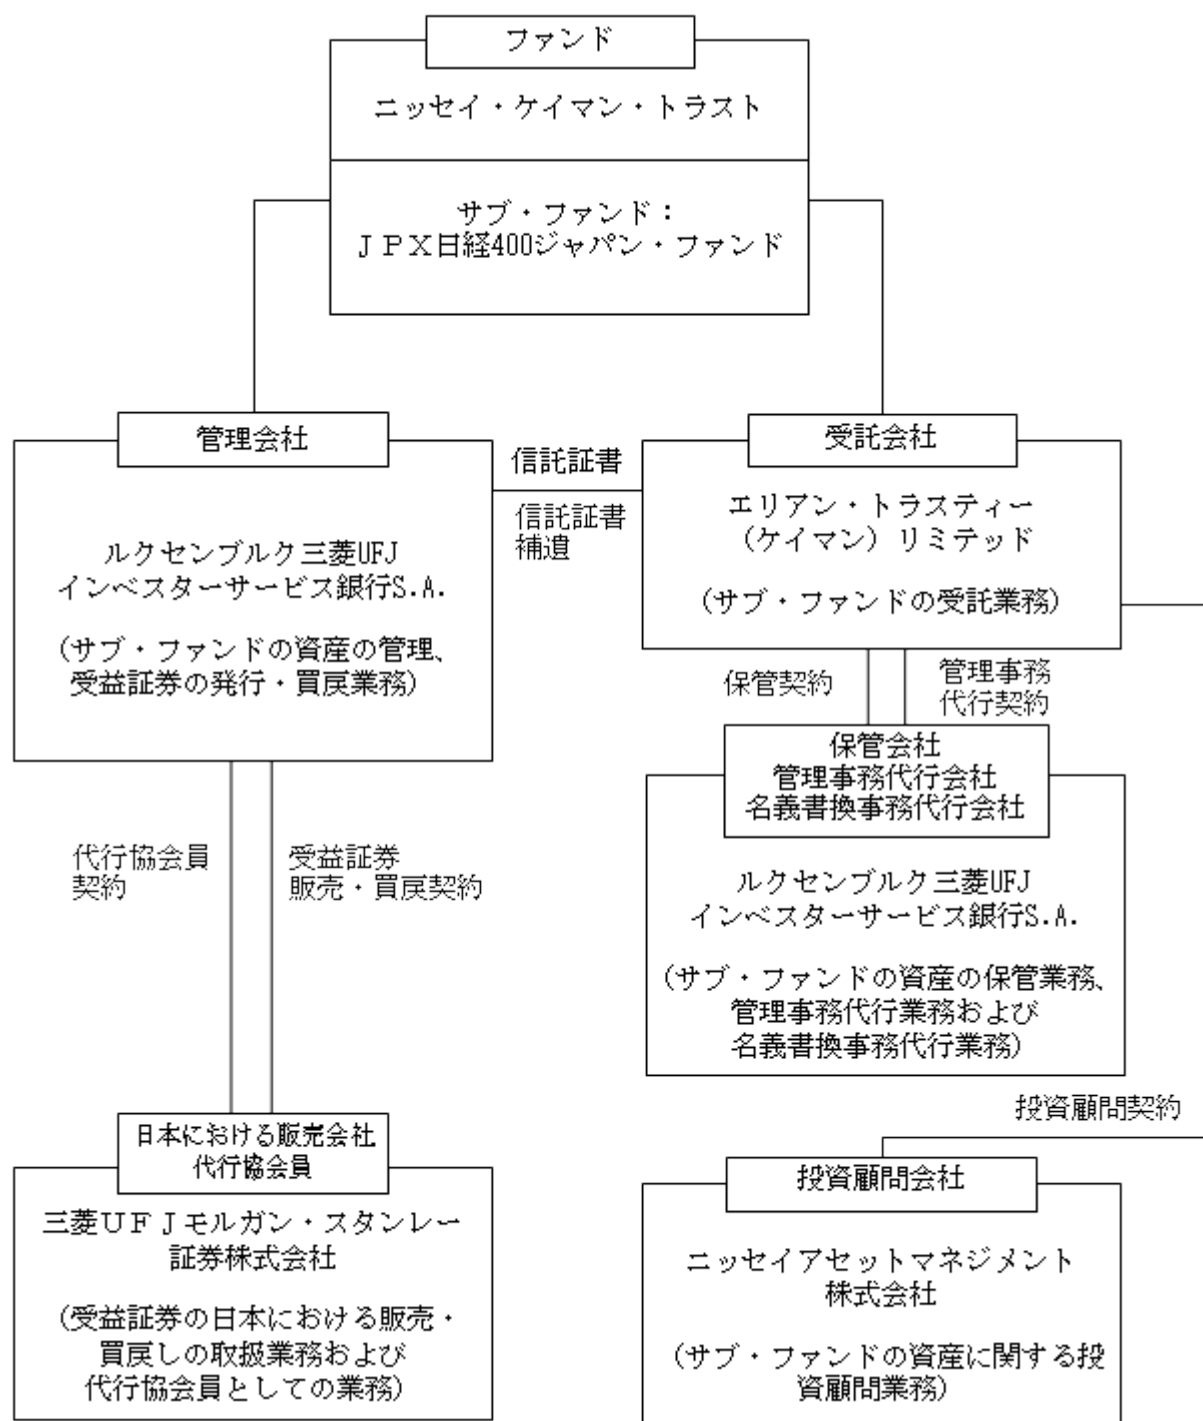 ファンド
ニッセイ・ケイマン・トラスト
サブ・ファンド：
ＪＰＸ日経400ジャパン・ファンド
管理会社
ルクセンブルク三菱UFJ
インベスターサービス銀行S.A.
(サブ・ファンドの資産の管理、
受益証券の発行・買戻業務)
信託証書
信託証書
補遺
受託会社
エリアン・トラスティー
（ケイマン）リミテッド
(サブ・ファンドの受託業務)
保管契約
管理事務
代行契約
保管会社
管理事務代行会社
名義書換事務代行会社
ルクセンブルク三菱UFJ
インベスターサービス銀行S.A.
(サブ・ファンドの資産の保管業務、
管理事務代行業務および
名義書換事務代行業務)
代行協会員
契約
受益証券
販売・買戻契約
日本における販売会社
代行協会員
三菱ＵＦＪモルガン・スタンレー
証券株式会社
(受益証券の日本における販売・
買戻しの取扱業務および
代行協会員としての業務)
投資顧問契約
投資顧問会社
ニッセイアセットマネジメント
株式会社
(サブ・ファンドの資産に関する投
資顧問業務)